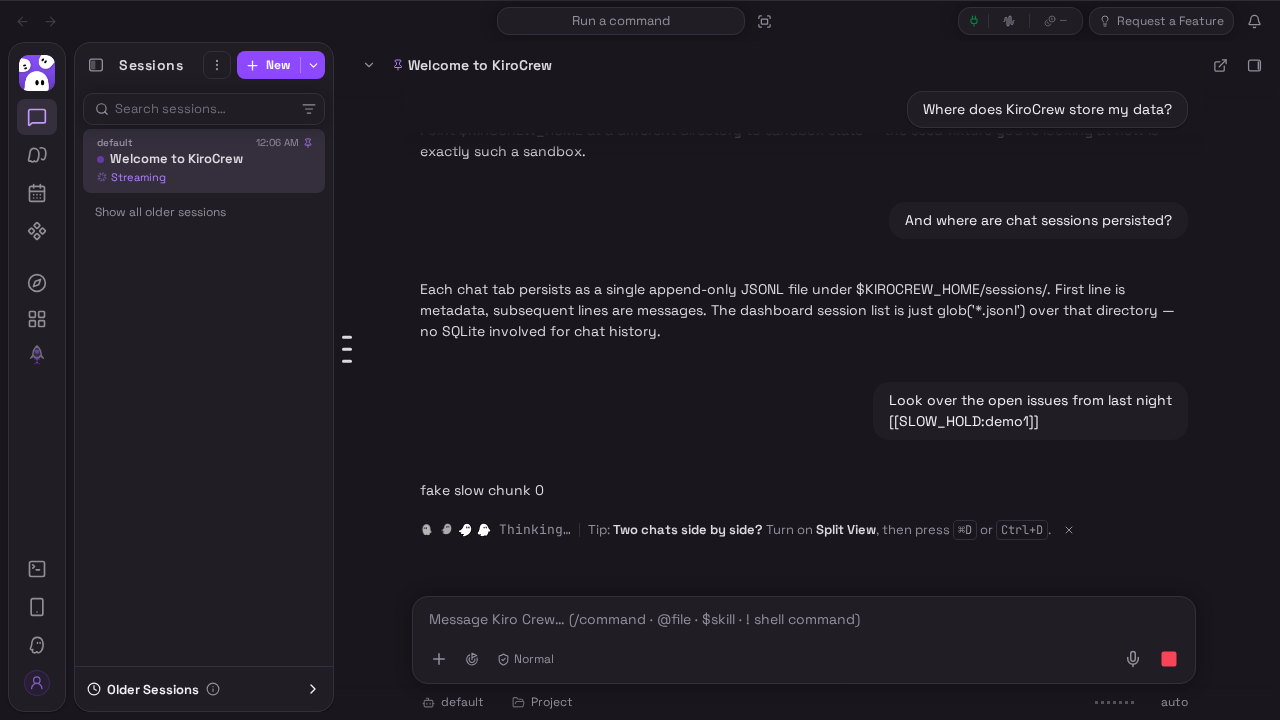 Run a command
Request a Feature
Sessions
New
Search sessions…
default
12:06 AM
Welcome to KiroCrew
Streaming
Show all older sessions
Older Sessions
Welcome to KiroCrew
Where does KiroCrew store my data?
exactly such a sandbox.
And where are chat sessions persisted?
Each chat tab persists as a single append-only JSONL file under $KIROCREW_HOME/sessions/. First line is
metadata, subsequent lines are messages. The dashboard session list is just glob('*.jsonl') over that directory —
no SQLite involved for chat history.
Look over the open issues from last night
[[SLOW_HOLD:demo1]]
fake slow chunk 0
Thinking… Tip: Two chats side by side? Turn on Split View, then press ⌘D or Ctrl+D.
Message Kiro Crew… (/command · @file · $skill · ! shell command)
Normal
default
Project
auto